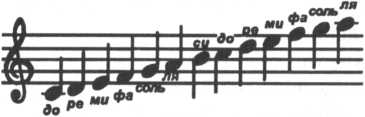 до ре ми фа соль ля си до ре ми фа соль ля